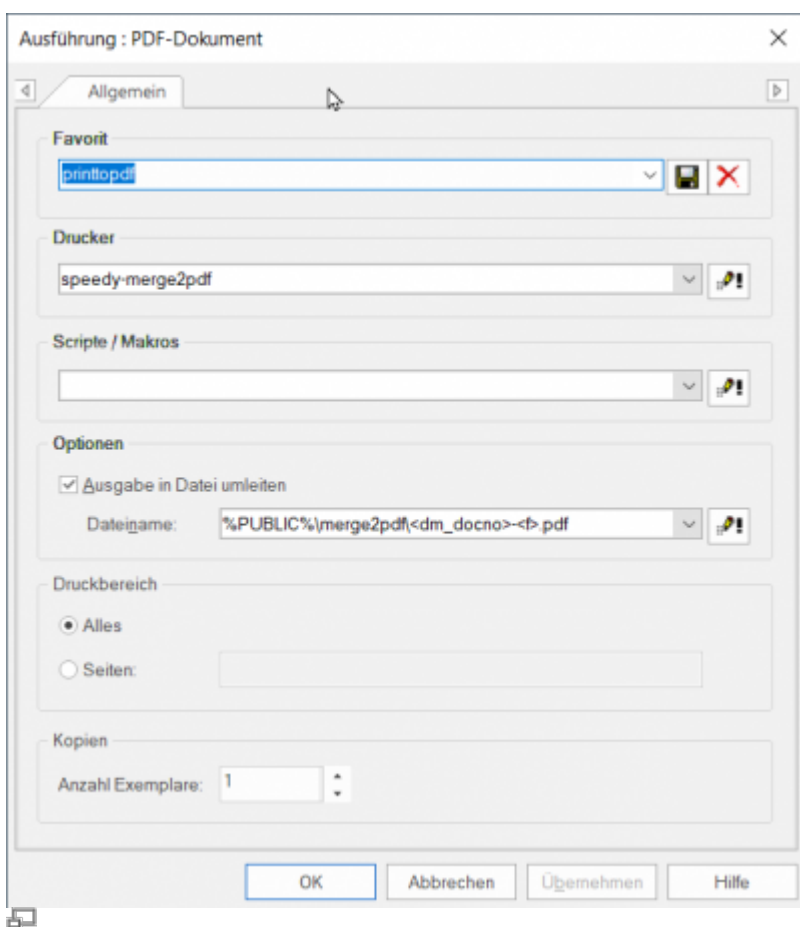 Ausführung : PDF-Dokument
Allgemein
Favorit
printtopdf
Drucker
speedy-merge2pdf
Scripte / Makros
Optionen
Ausgabe in Datei umleiten
Dateiname: %PUBLIC%\merge2pdf\<dm_docno>-<f>.pdf
Druckbereich
Alles
Seiten:
Kopien
Anzahl Exemplare: 1
OK Abbrechen Übernehmen Hilfe